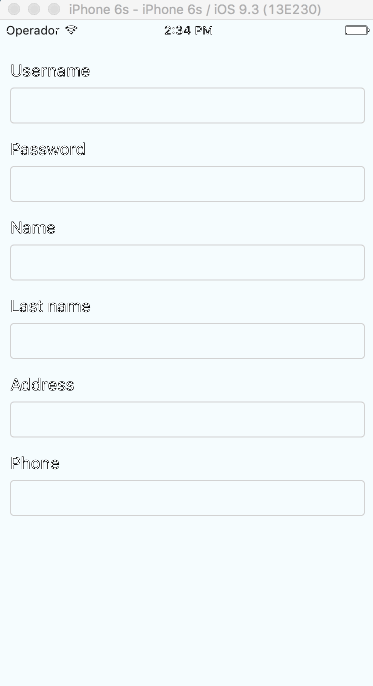 iPhone 6s - iPhone 6s / iOS 9.3 (13E230)
Operador 2:34 PM
Username
Password
Name
Last name
Address
Phone